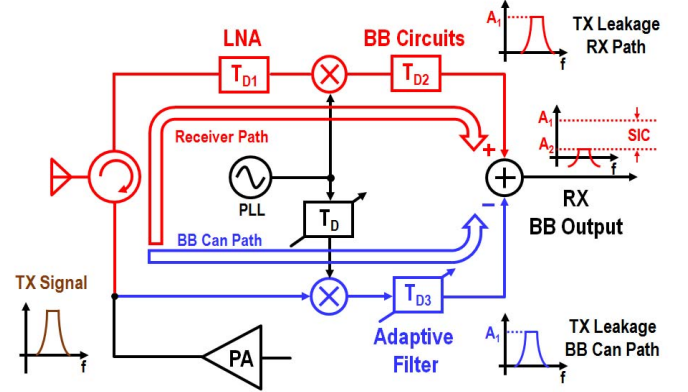 LNA
BB Circuits
A1
TX Leakage
RX Path
f
TD1
TD2
A1
A2
SIC
f
Receiver Path
+
PLL
TD
BB Can Path
+
−
RX
BB Output
TX Signal
f
TD3
PA
Adaptive
Filter
A1
TX Leakage
BB Can Path
f